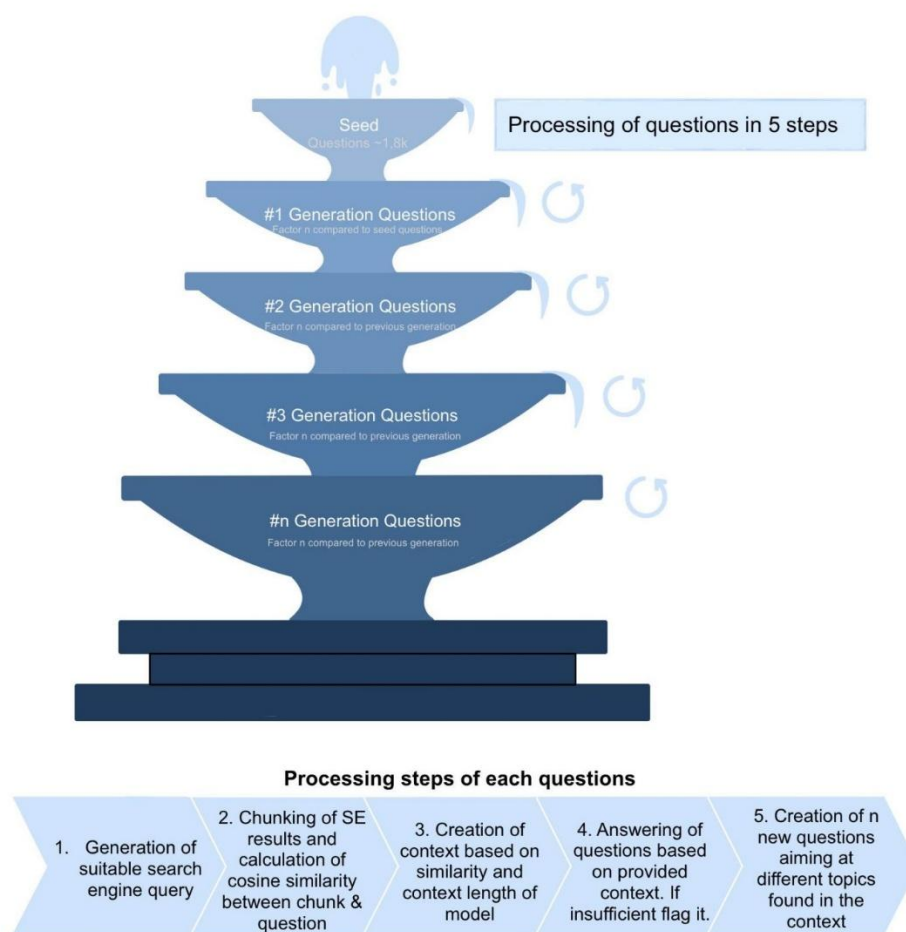 Seed
Questions ~1,8k
Processing of questions in 5 steps
#1 Generation Questions
Factor n compared to seed questions
#2 Generation Questions
Factor n compared to previous generation
#3 Generation Questions
Factor n compared to previous generation
#n Generation Questions
Factor n compared to previous generation
Processing steps of each questions
1. Generation of
suitable search
engine query
2. Chunking of SE
results and
calculation of
cosine similarity
between chunk &
question
3. Creation of
context based on
similarity and
context length of
model
4. Answering of
questions based
on provided
context. If
insufficient flag it.
5. Creation of n
new questions
aiming at
different topics
found in the
context